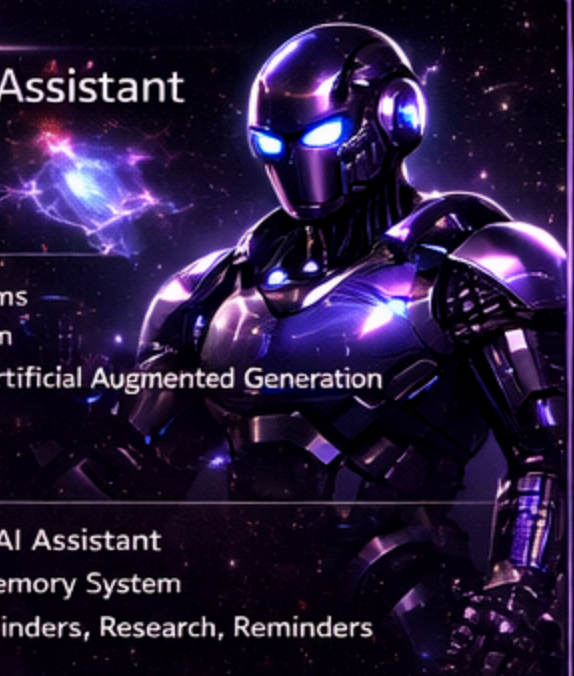 Assistant
ms
n
rtificial Augmented Generation
AI Assistant
emory System
inders, Research, Reminders